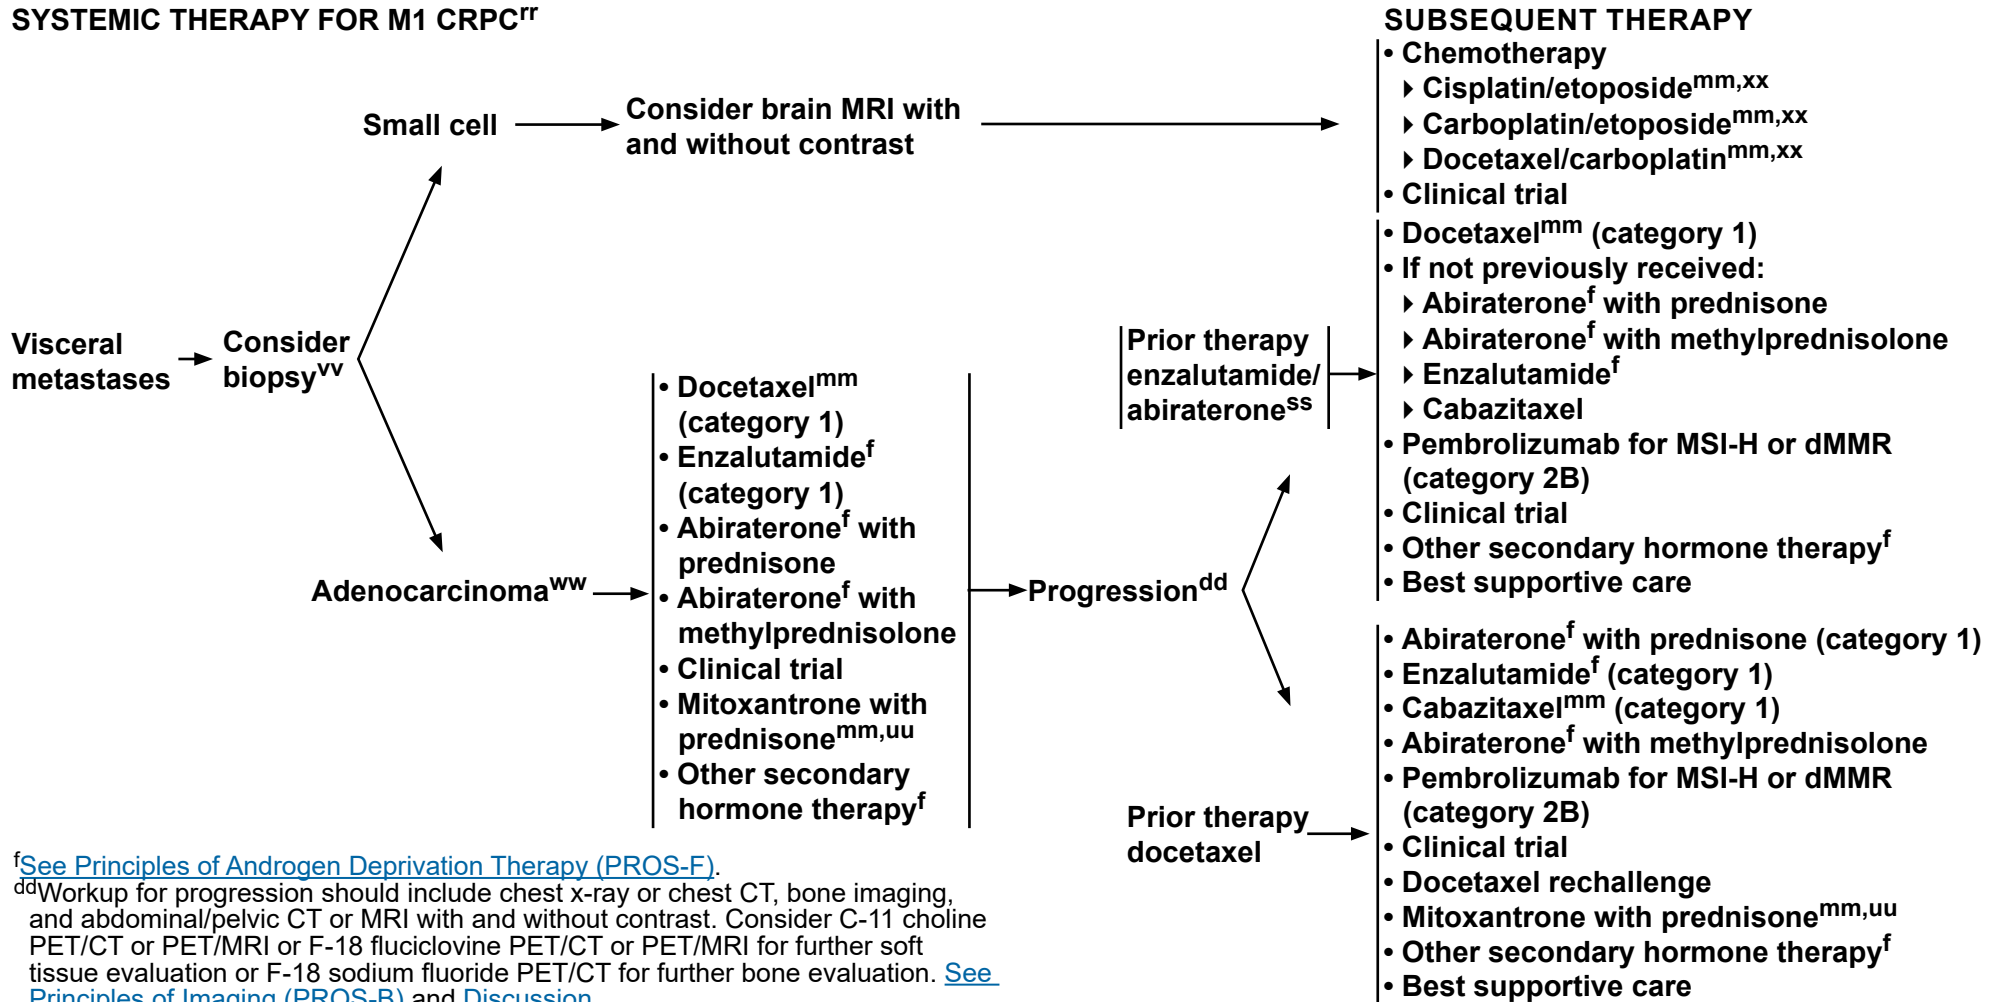 SYSTEMIC THERAPY FOR M1 CRPCrr
Small cell
Consider brain MRI with
and without contrast
SUBSEQUENT THERAPY
• Chemotherapy
▸ Cisplatin/etoposidemm,xx
▸ Carboplatin/etoposidemm,xx
▸ Docetaxel/carboplatinmm,xx
• Clinical trial
Visceral
metastases
Consider
biopsyvv
Adenocarcinomaww
• Docetaxelmm
(category 1)
• Enzalutamidef
(category 1)
• Abarateronef with
prednisone
• Abirateronef with
methylprednisolone
• Clinical trial
• Mitoxantrone with
prednisonemm,uu
• Other secondary
hormone therapyf
Progressiondd
Prior therapy
enzalutamide/
abirateroness
• Docetaxelmm (category 1)
• If not previously received:
▸ Abirateronef with prednisone
▸ Abirateronef with methylprednisolone
▸ Enzalutamidef
▸ Cabazitaxel
• Pembrolizumab for MSI-H or dMMR
(category 2B)
• Clinical trial
• Other secondary hormone therapyf
• Best supportive care
Prior therapy
docetaxel
• Abirateronef with prednisone (category 1)
• Enzalutamidef (category 1)
• Cabazitaxelmm (category 1)
• Abirateronef with methylprednisolone
• Pembrolizumab for MSI-H or dMMR
(category 2B)
• Clinical trial
• Docetaxel rechallenge
• Mitoxantrone with prednisonemm,uu
• Other secondary hormone therapyf
• Best supportive care
fSee Principles of Androgen Deprivation Therapy (PROS-F).
ddWorkup for progression should include chest x-ray or chest CT, bone imaging,
and abdominal/pelvic CT or MRI with and without contrast. Consider C-11 choline
PET/CT or PET/MRI or F-18 fluciclovine PET/CT or PET/MRI for further soft
tissue evaluation or F-18 sodium fluoride PET/CT for further bone evaluation. See
Principles of Imaging (PROS-B) and Discussion